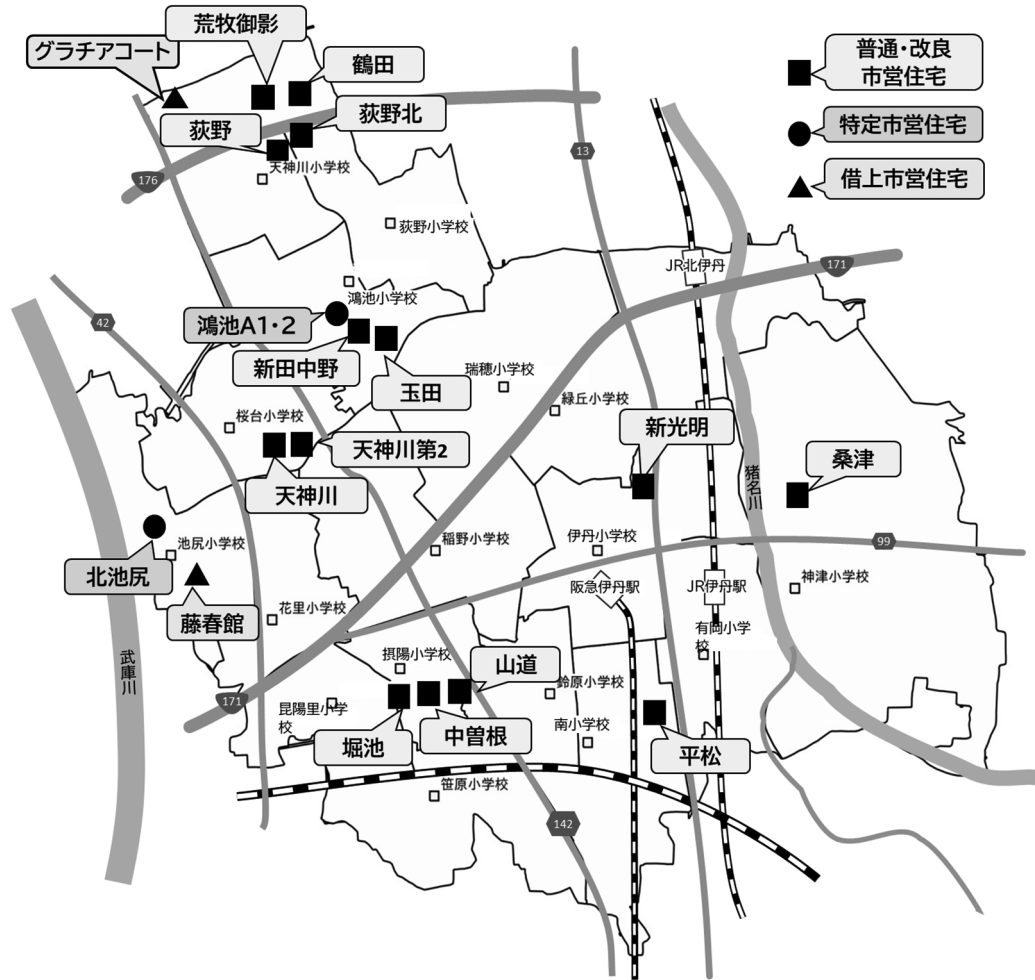 荒牧御影
グラチアコート
鶴田
普通・改良
市営住宅
荻野北
荻野
特定市営住宅
13
天神川小学校
176
借上市営住宅
荻野小学校
JR北伊丹
171
鴻池小学校
42
鴻池A1・2
新田中野
瑞穂小学校
玉田
緑丘小学校
桜台小学校
新光明
天神川第2
桑津
天神川
猪名川
池尻小学校
稲野小学校
伊丹小学校
99
北池尻
阪急伊丹駅
JR伊丹駅
神津小学校
花里小学校
藤春館
有岡小学
校
武庫川
摂陽小学校
山道
鈴原小学校
171
昆陽里小学
校
南小学校
堀池
中曽根
平松
笹原小学校
142